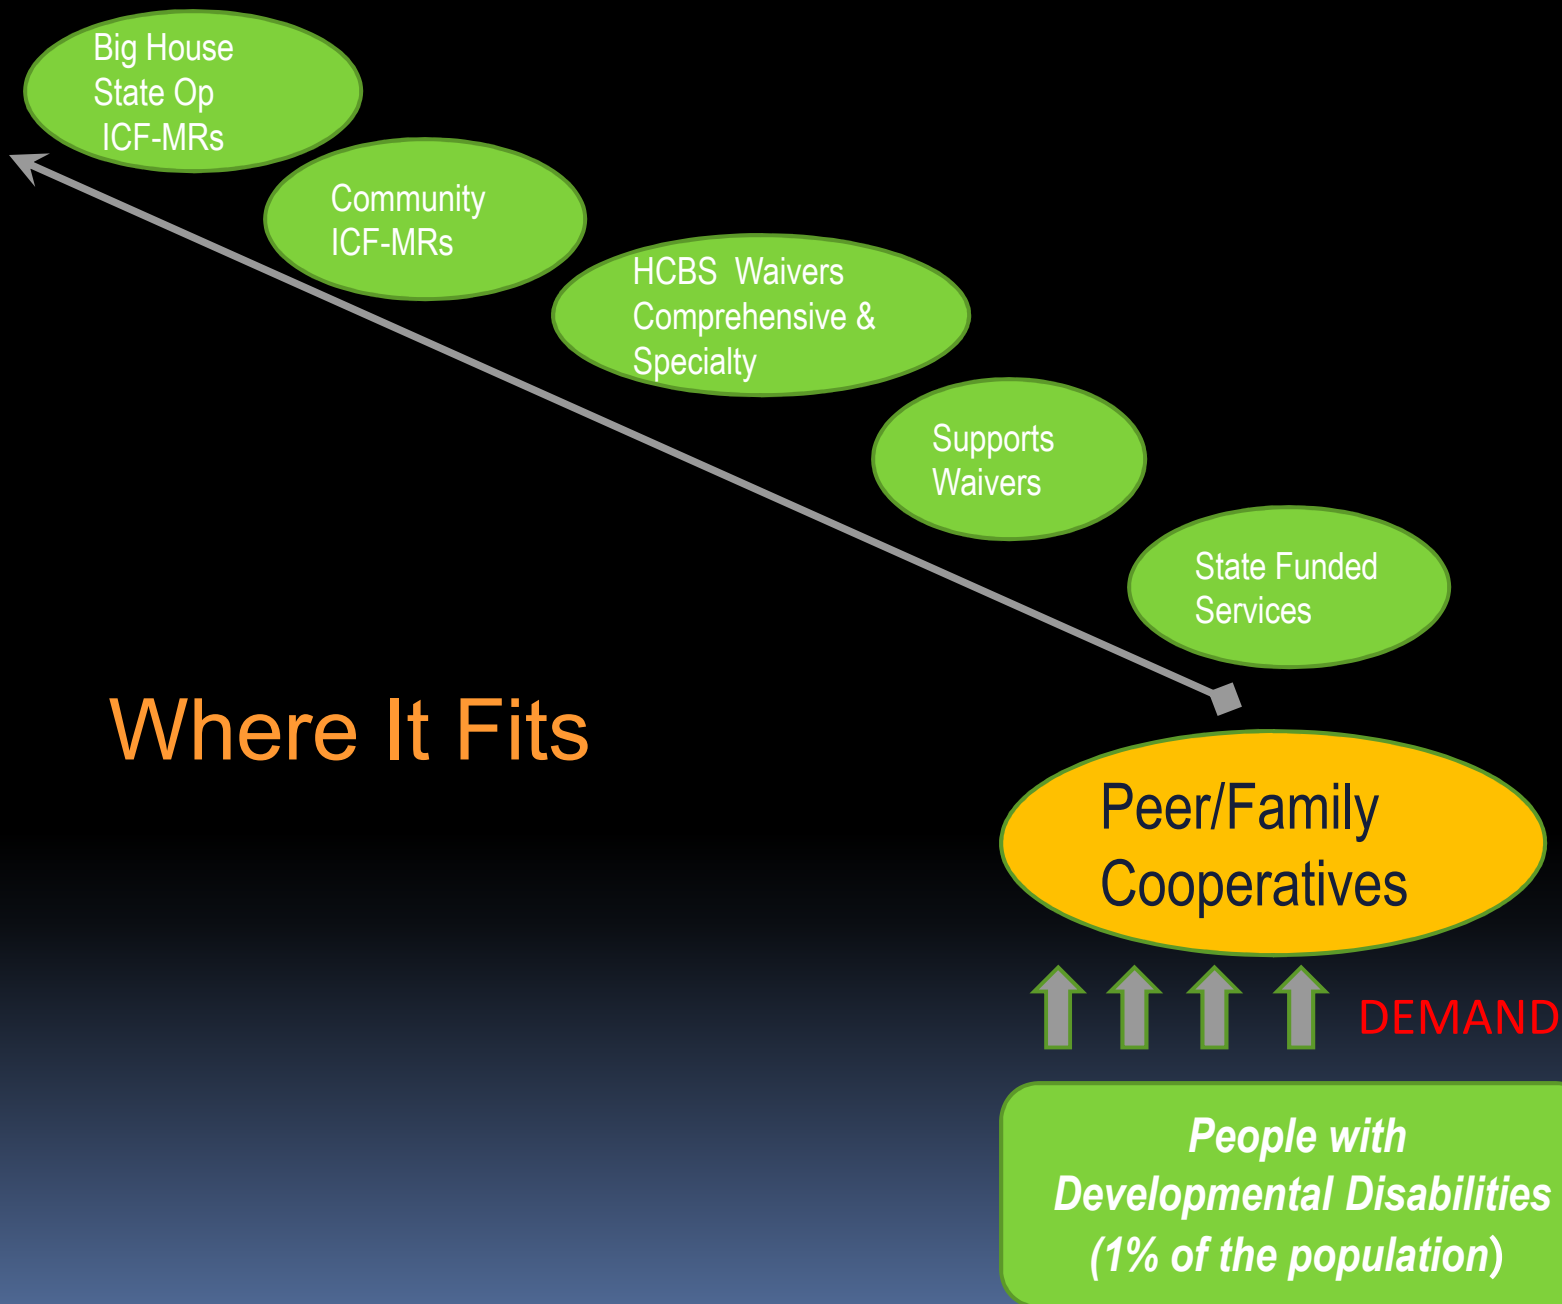 Big House
State Op
ICF-MRs
Community
ICF-MRs
HCBS  Waivers
Comprehensive &
Specialty
Supports
Waivers
State Funded
Services
Where It Fits
Peer/Family
Cooperatives
DEMAND
People with
Developmental Disabilities
(1% of the population)